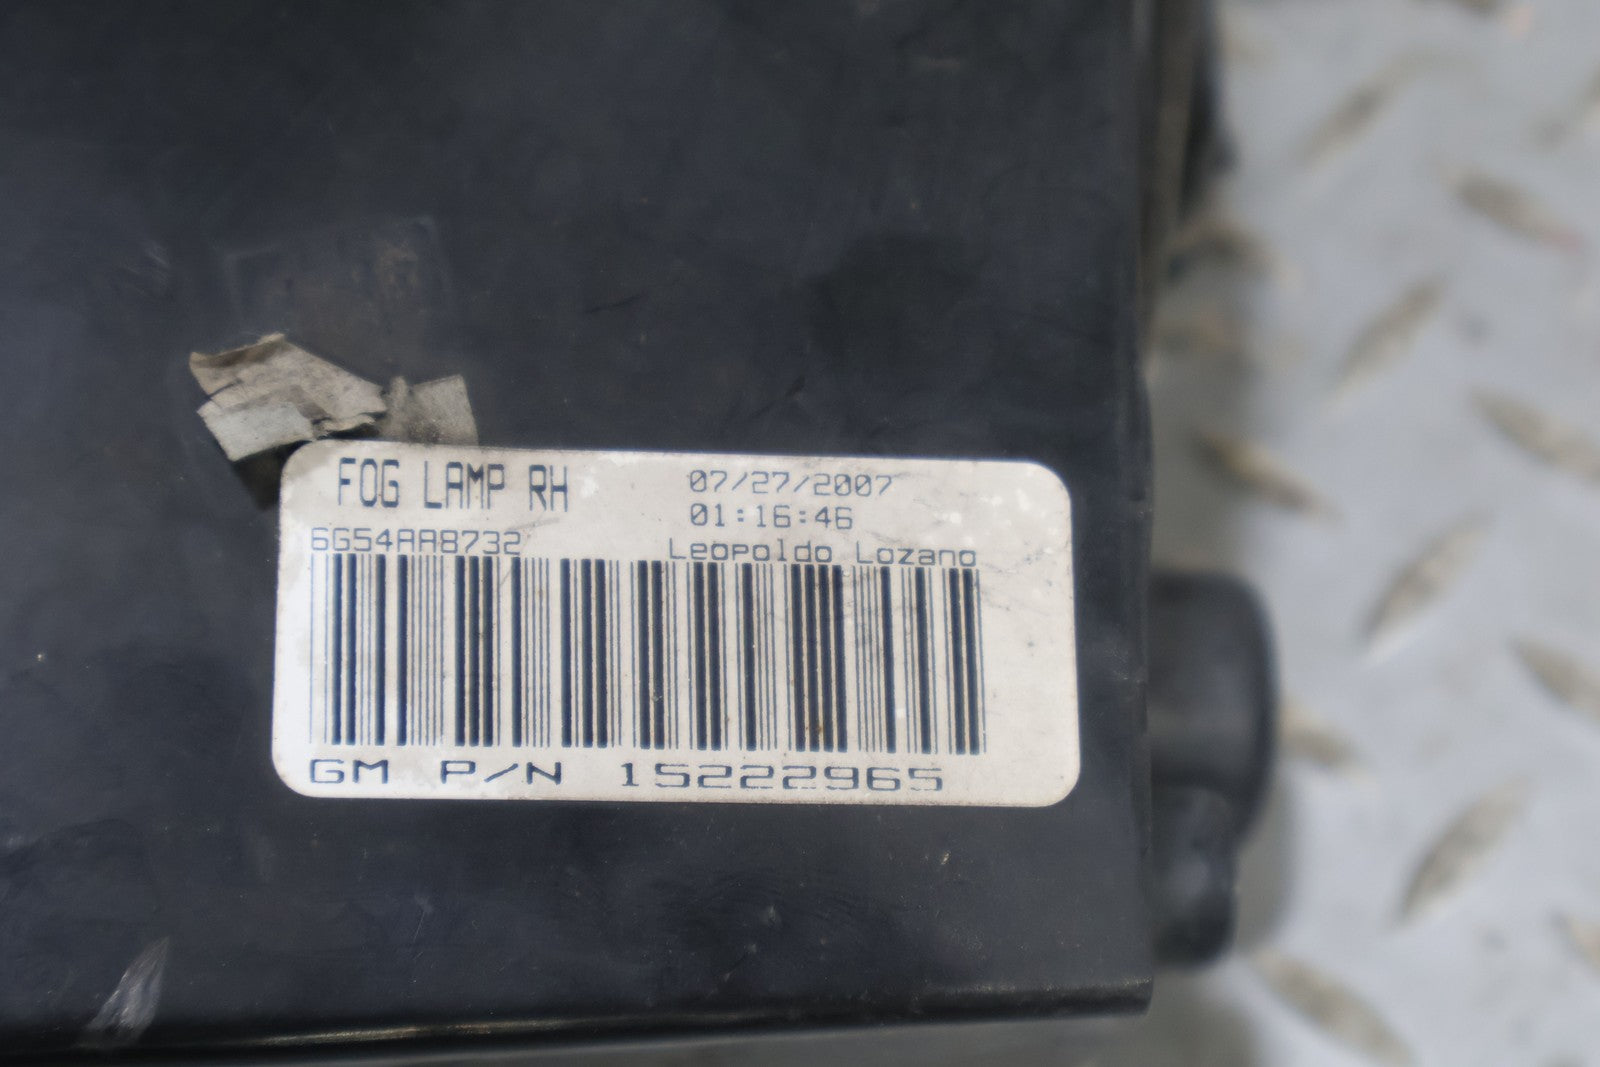 FOG LAMP RH
07/27/2007
01:16:46
6G54AA8732
Leopoldo Lozano
GM P/N 15222965